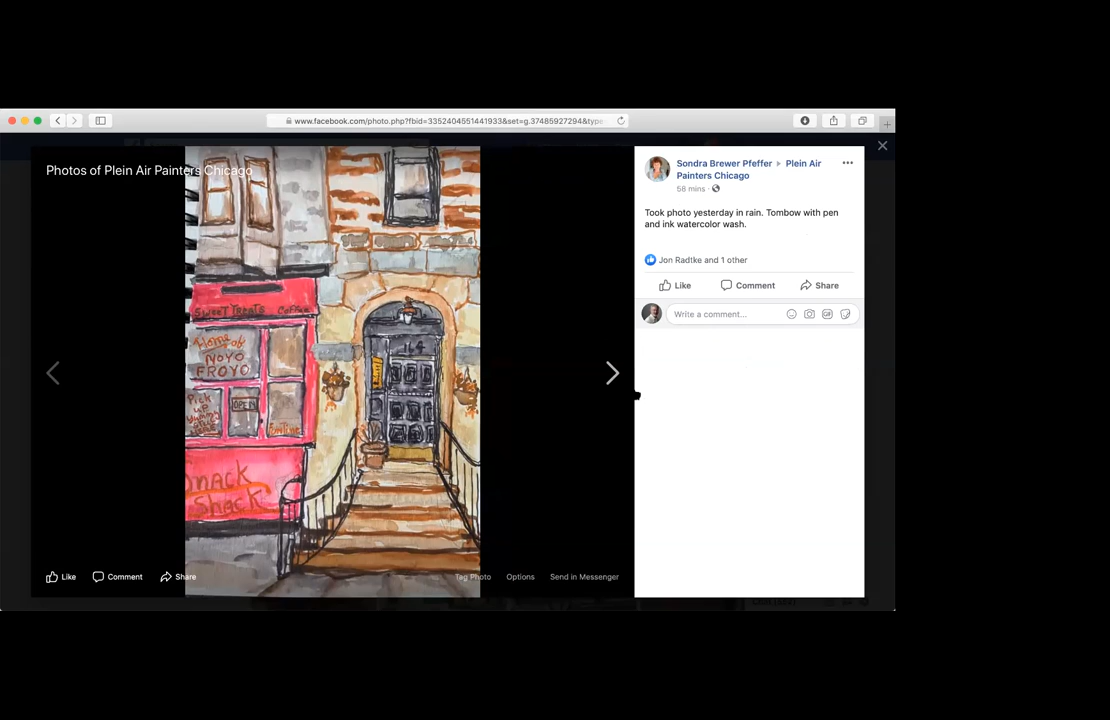 www.facebook.com/photo.php?fbid=3352404551441933&set=g.37485927294&type
Photos of Plein Air Painters Chicago
SWEET TREATS Coffee
Home of
NOYO
FROYO
Pick
up
Yummy
OPEN
164
Snack
Shack
Like Comment Share
Tag Photo Options Send in Messenger
Sondra Brewer Pfeffer ▸ Plein Air
Painters Chicago
58 mins ·
Took photo yesterday in rain. Tombow with pen
and ink watercolor wash.
Jon Radtke and 1 other
Like Comment Share
Write a comment...
GIF